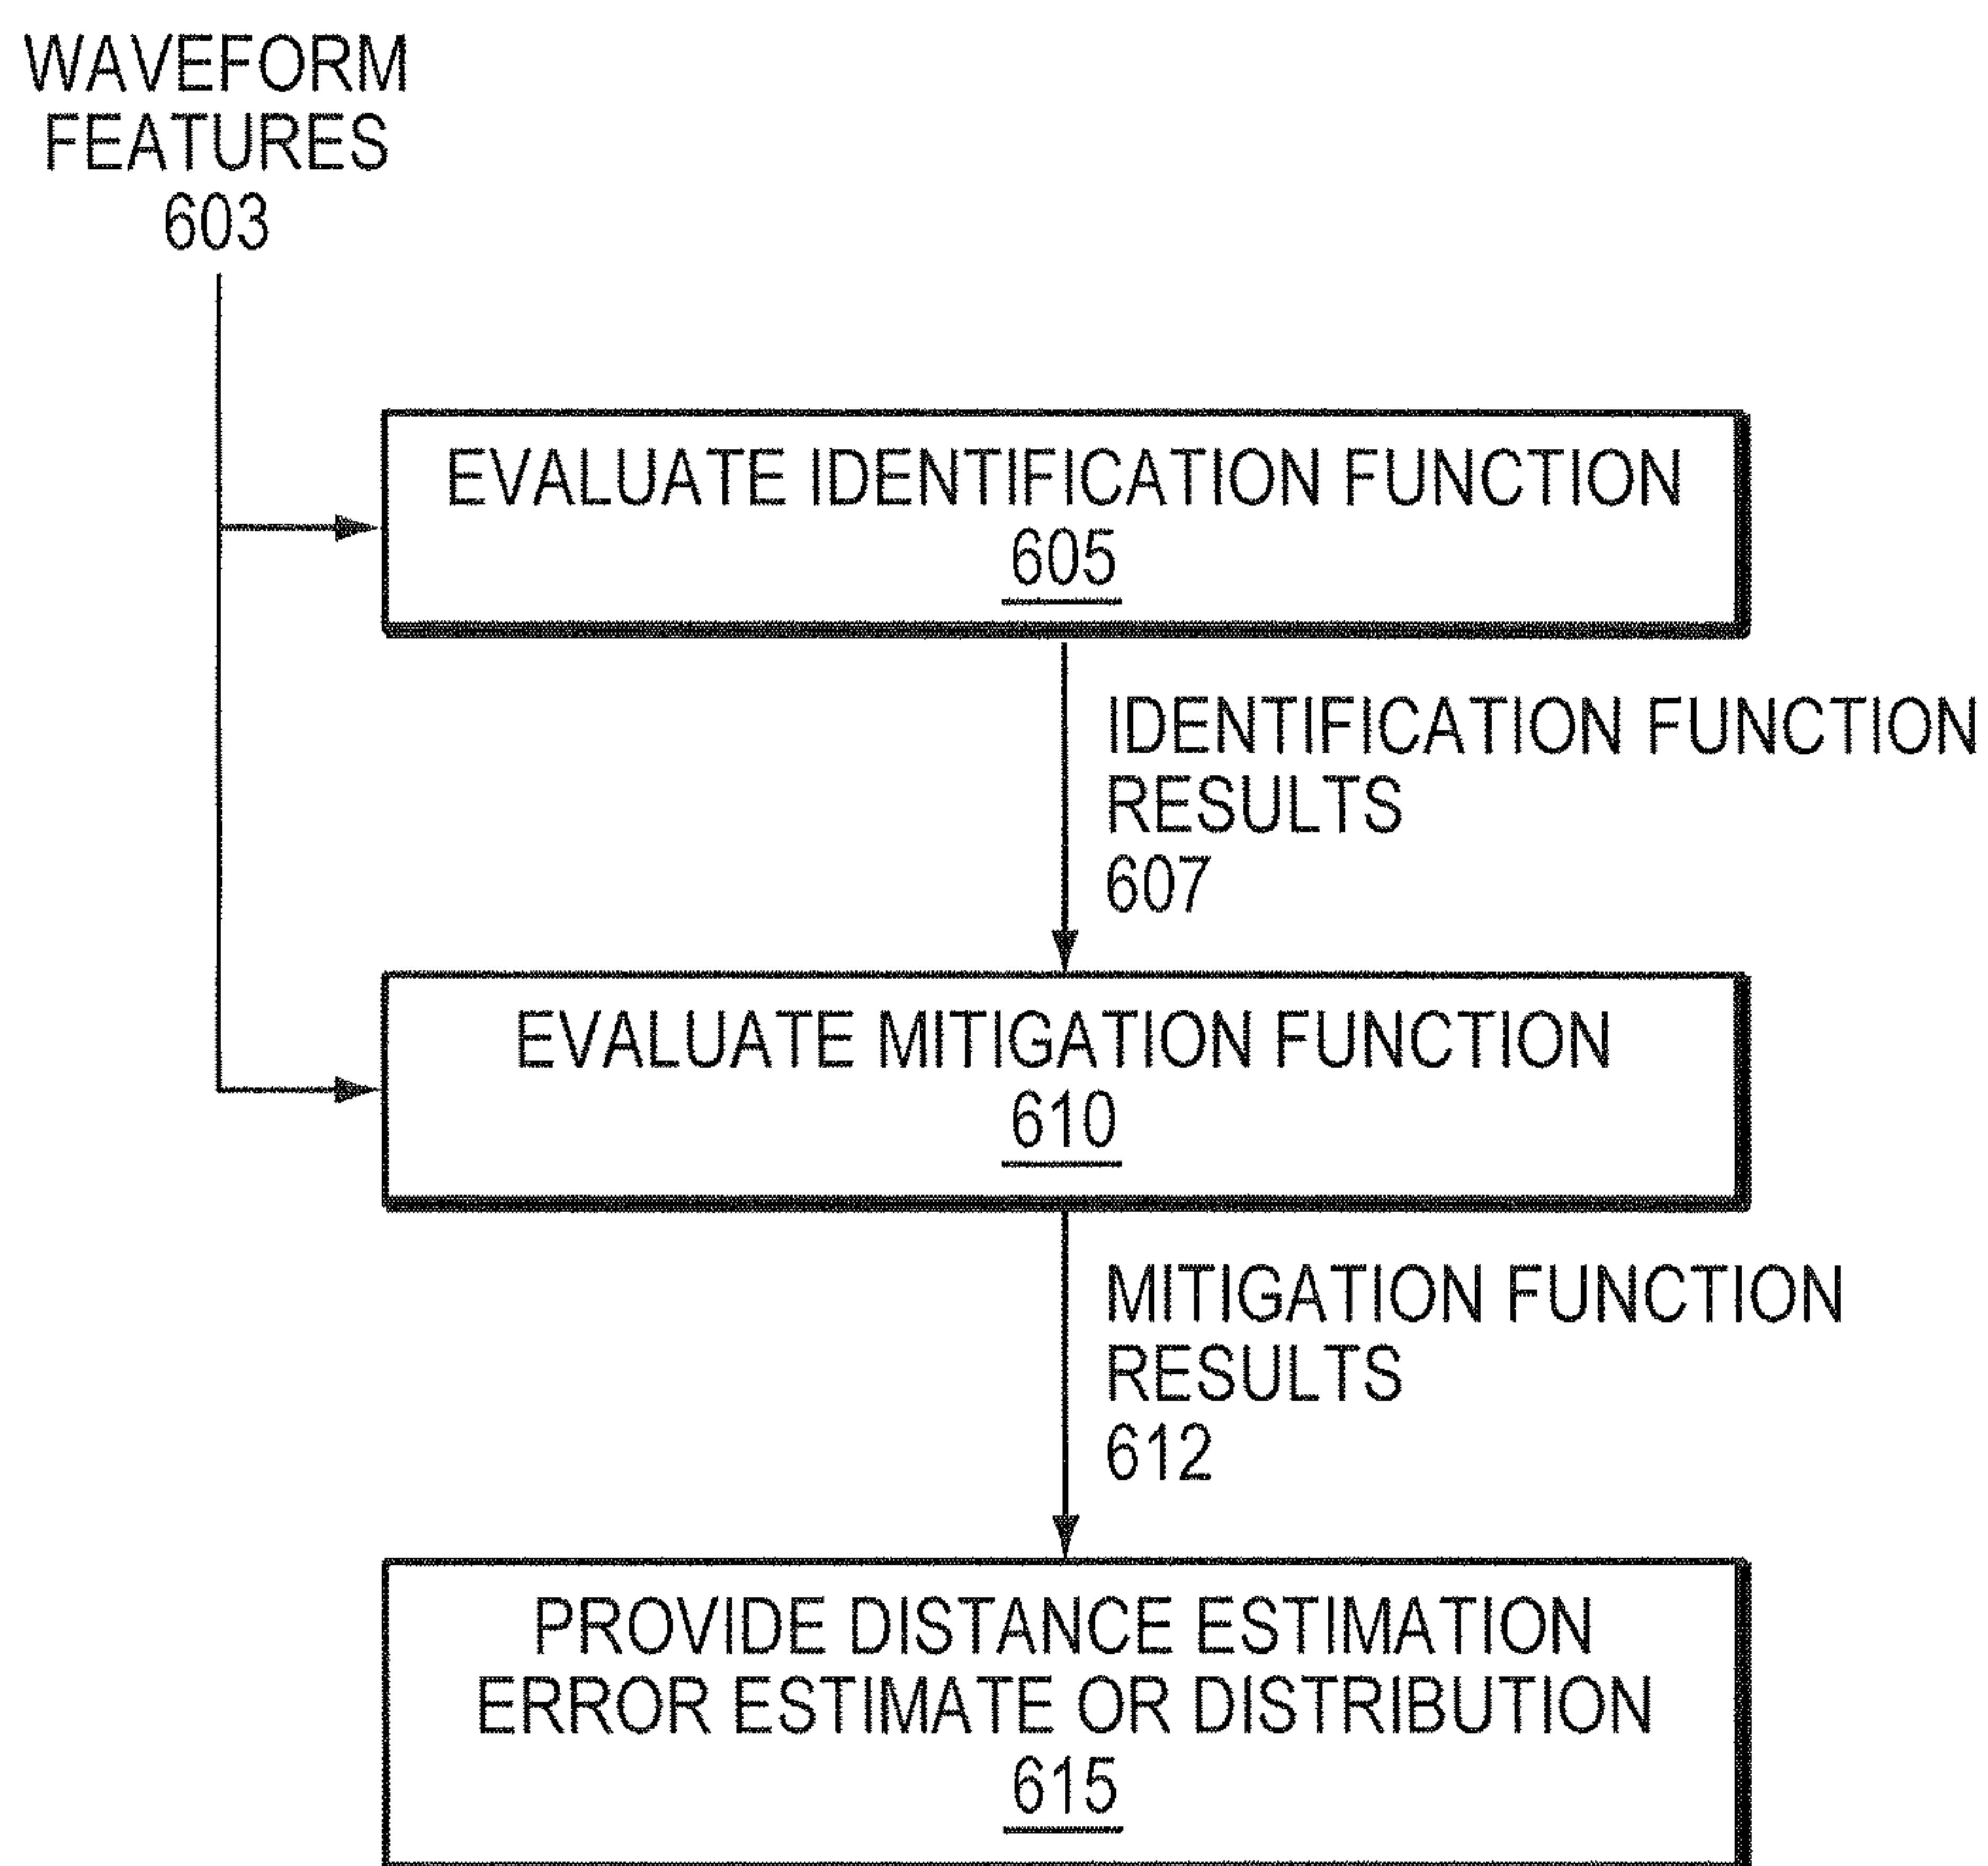 WAVEFORM
FEATURES
603
EVALUATE IDENTIFICATION FUNCTION
605
IDENTIFICATION FUNCTION
RESULTS
607
EVALUATE MITIGATION FUNCTION
610
MITIGATION FUNCTION
RESULTS
612
PROVIDE DISTANCE ESTIMATION
ERROR ESTIMATE OR DISTRIBUTION
615